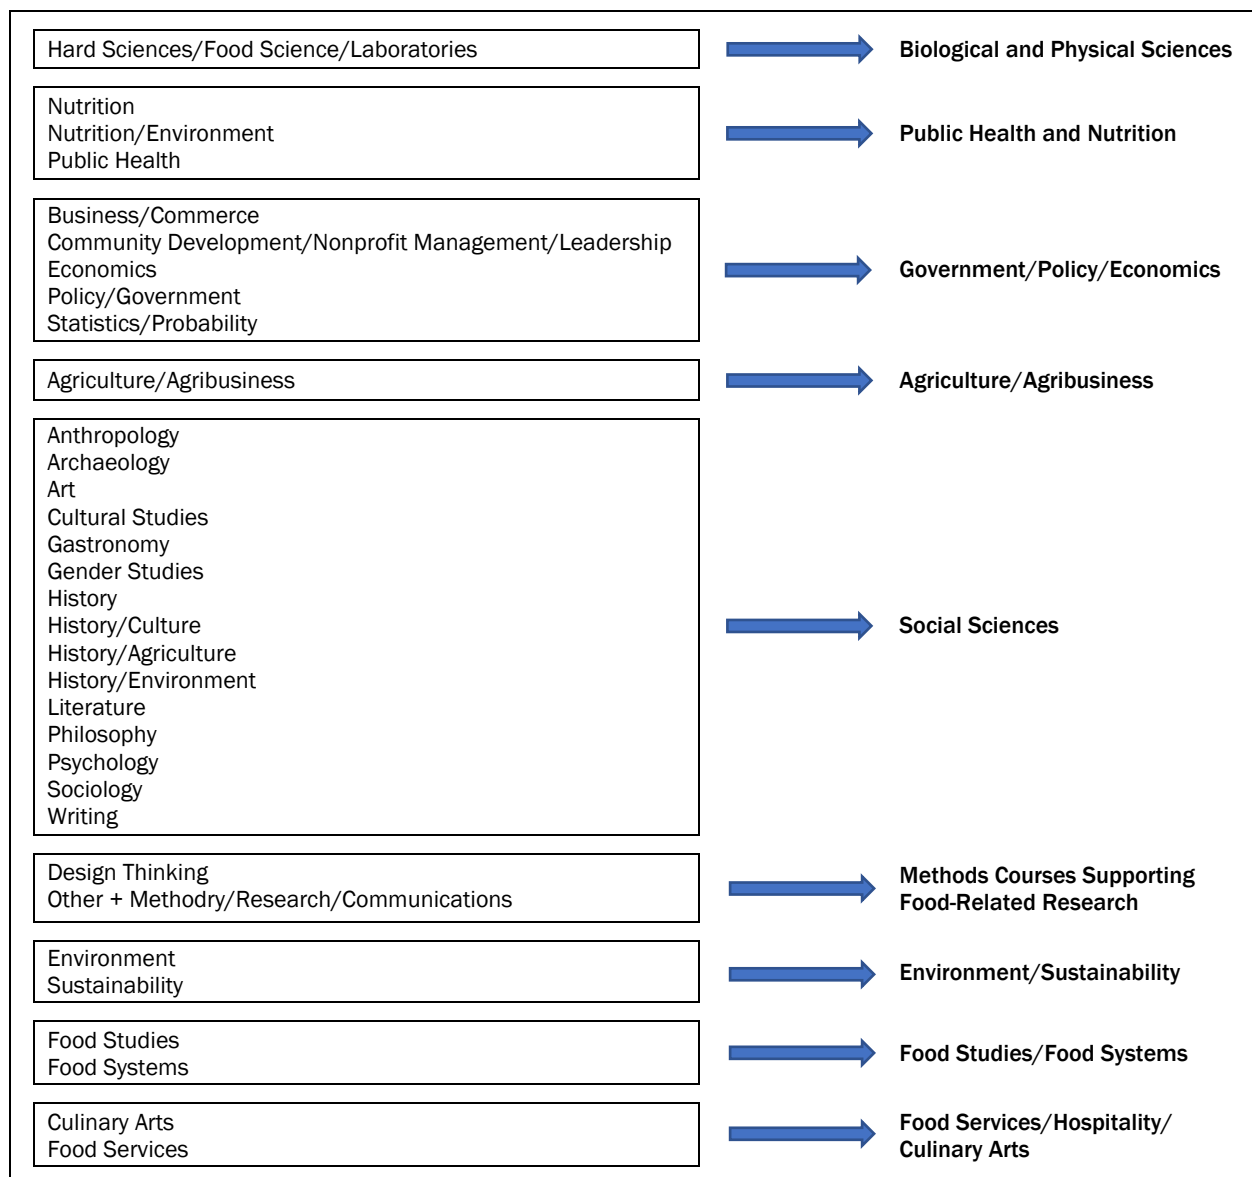 Hard Sciences/Food Science/Laboratories
Biological and Physical Sciences
Nutrition
Nutrition/Environment
Public Health
Public Health and Nutrition
Business/Commerce
Community Development/Nonprofit Management/Leadership
Economics
Policy/Government
Statistics/Probability
Government/Policy/Economics
Agriculture/Agribusiness
Agriculture/Agribusiness
Anthropology
Archaeology
Art
Cultural Studies
Gastronomy
Gender Studies
History
History/Culture
History/Agriculture
History/Environment
Literature
Philosophy
Psychology
Sociology
Writing
Social Sciences
Design Thinking
Other + Methodry/Research/Communications
Methods Courses Supporting
Food-Related Research
Environment
Sustainability
Environment/Sustainability
Food Studies
Food Systems
Food Studies/Food Systems
Culinary Arts
Food Services
Food Services/Hospitality/
Culinary Arts